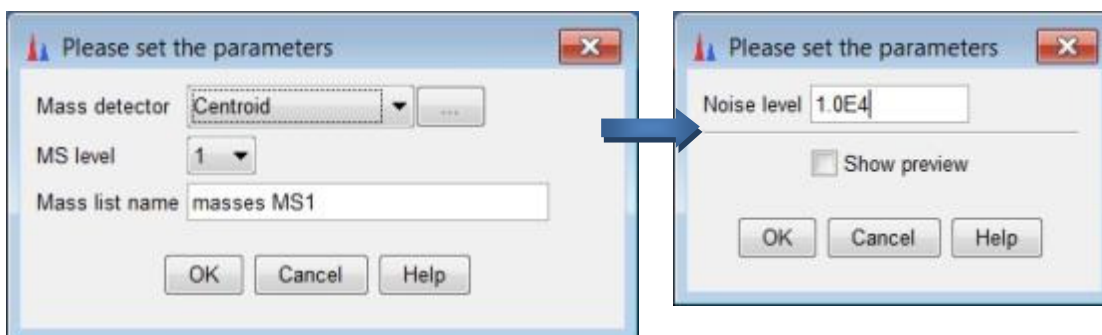 Please set the parameters
Mass detector Centroid ...
MS level 1
Mass list name masses MS1
OK Cancel Help
Please set the parameters
Noise level 1.0E4
Show preview
OK Cancel Help